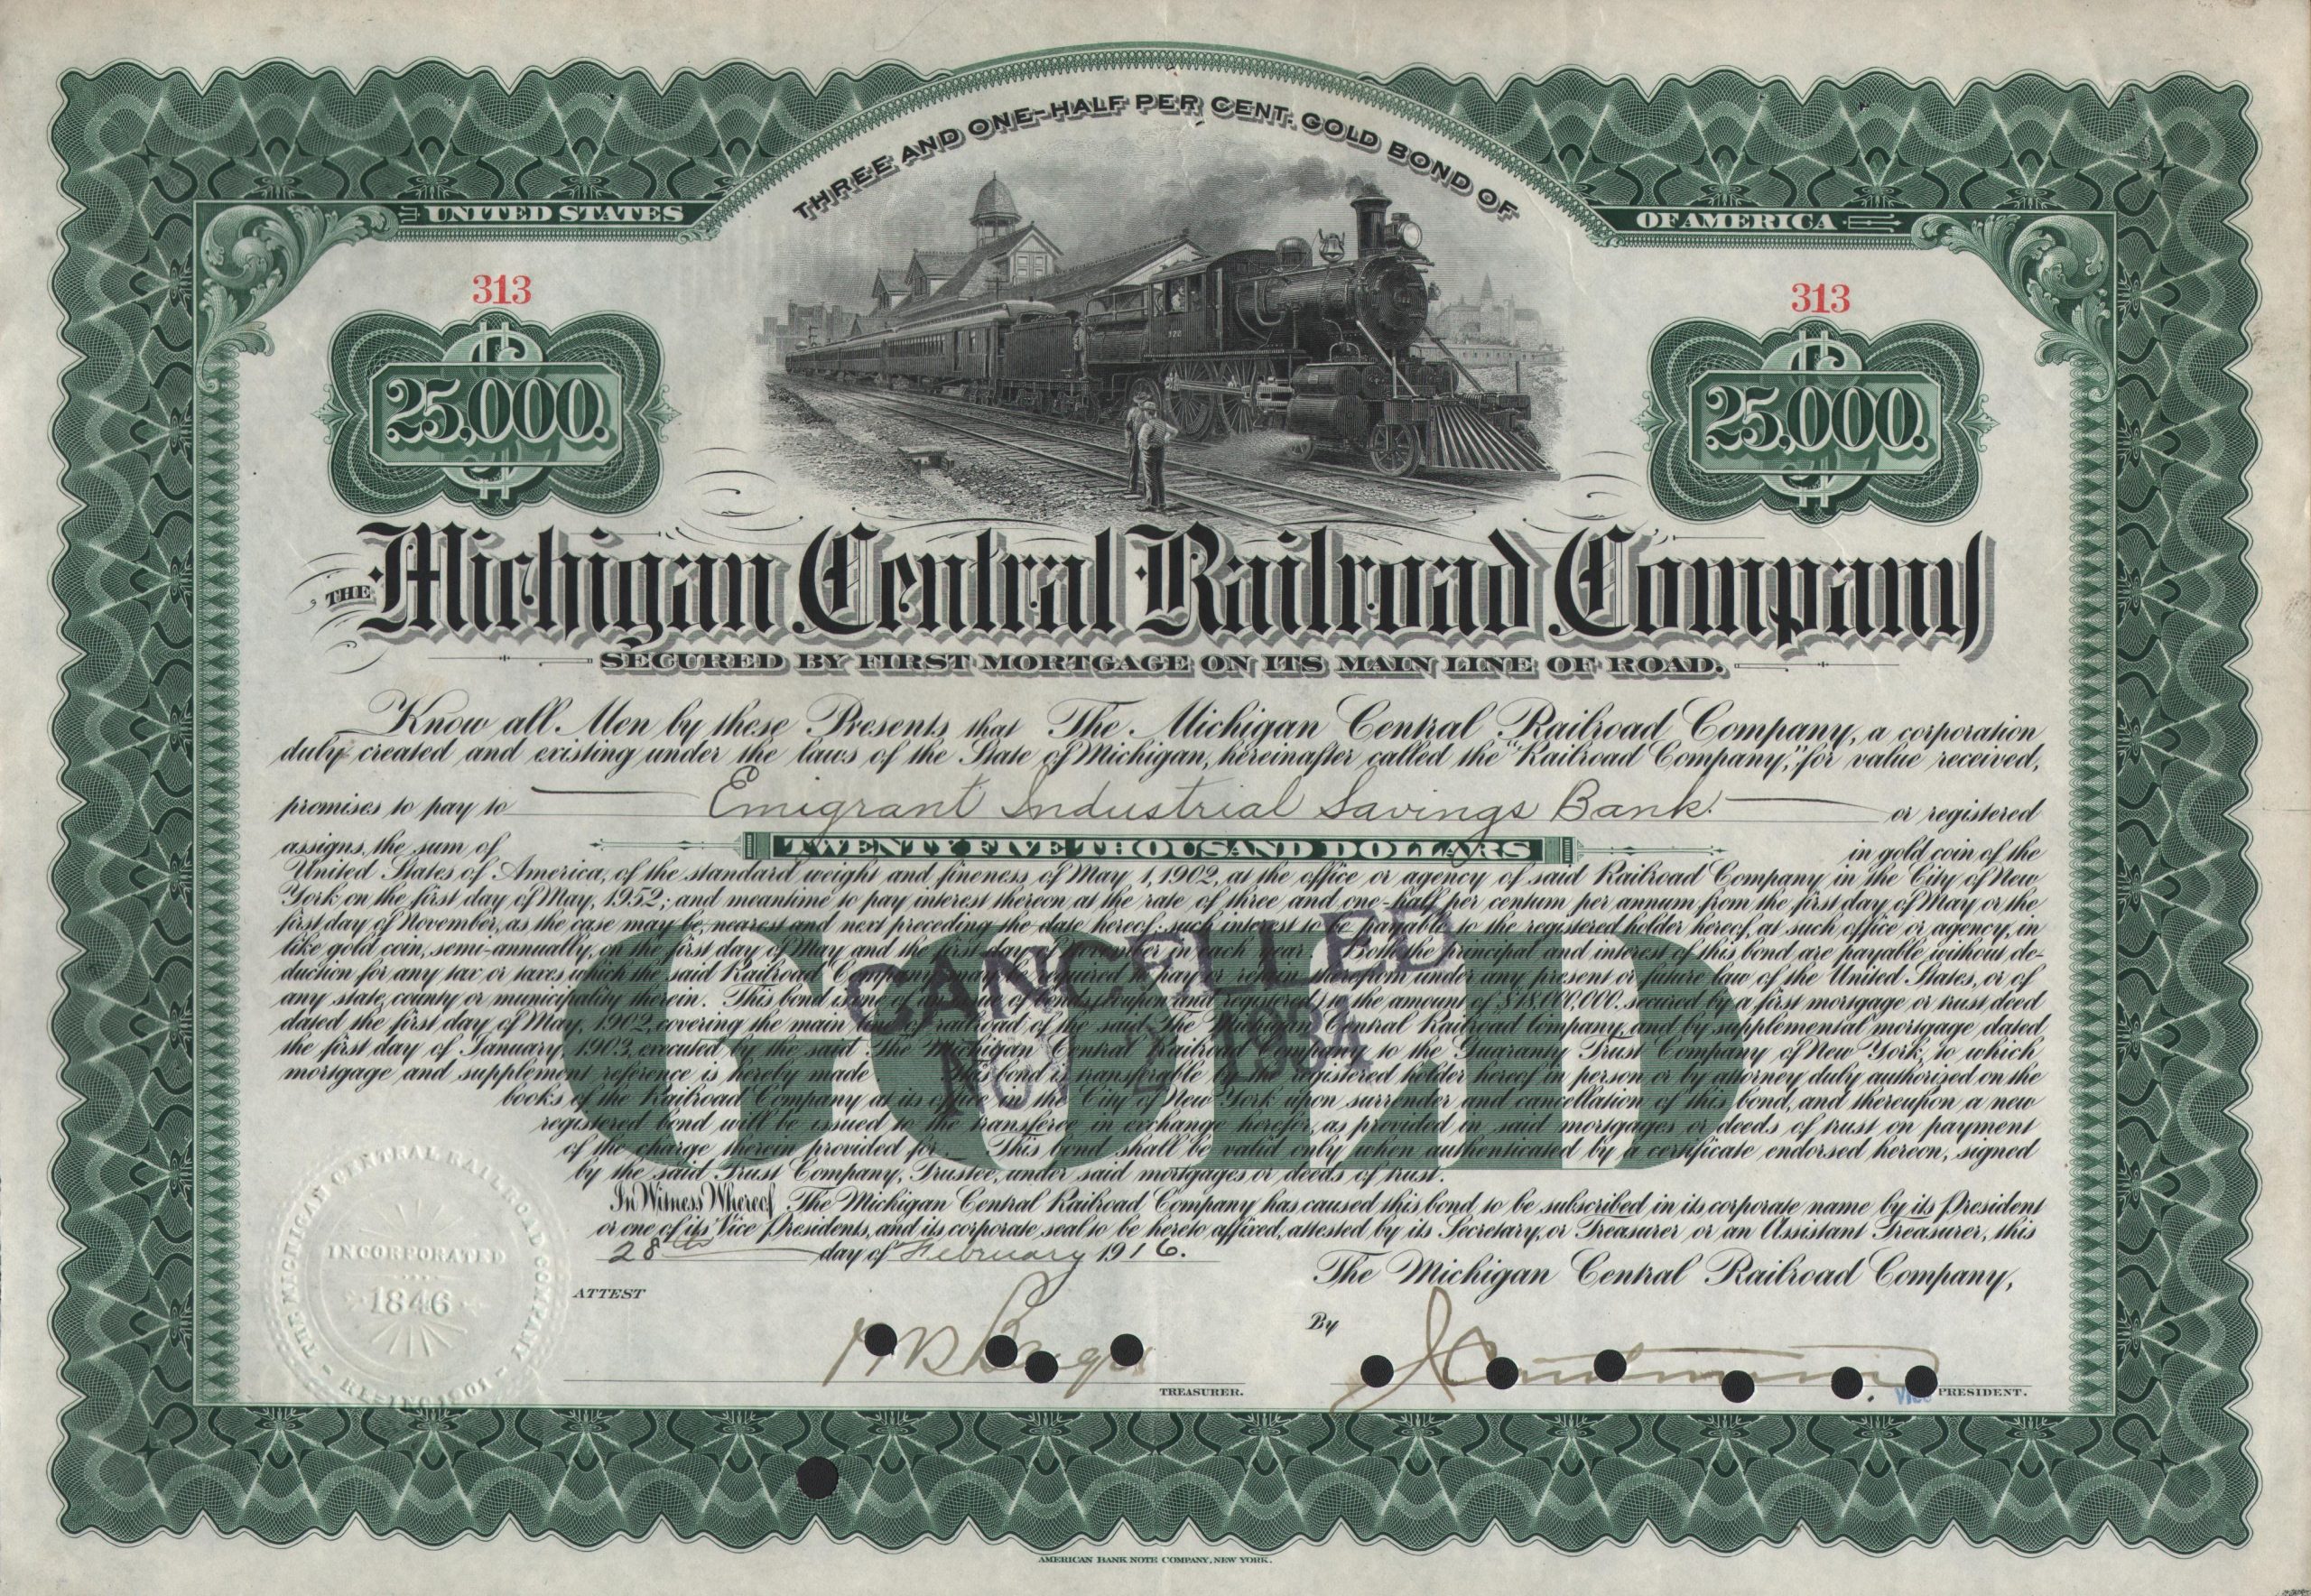 THREE AND ONE-HALF PER CENT. GOLD BOND OF
UNITED STATES
OF AMERICA
313
313
$25,000.
$25,000.
THE Michigan Central Railroad Company
SECURED BY FIRST MORTGAGE ON ITS MAIN LINE OF ROAD.
Know all Men by these Presents, that The Michigan Central Railroad Company, a corporation
duly created and existing under the laws of the State of Michigan, hereinafter called the "Railroad Company," for value received,
promises to pay to Emigrant Industrial Savings Bank. or registered
assigns, the sum of TWENTY FIVE THOUSAND DOLLARS in gold coin of the
United States of America, of the standard weight and fineness of May 1, 1902, at the office or agency of said Railroad Company in the City of New
York on the first day of May, 1952; and meantime to pay interest thereon at the rate of three and one-half per centum per annum from the first day of May or the
first day of November, as the case may be, nearest and next preceding the date hereof; such interest to be payable to the registered holder hereof, at such office or agency, in
like gold coin, semi-annually, on the first day of May and the first day of November in each year. Both the principal and interest of this bond are payable without de-
duction for any tax or taxes which the said Railroad Company may be required to pay or retain therefrom under any present or future law of the United States, or of
any state, county or municipality therein. This bond is one of an issue of bonds (coupon and registered) to the amount of $18,000,000. secured by a first mortgage or trust deed
dated the first day of May, 1902, covering the main line of railroad of the said The Michigan Central Railroad Company, and by supplemental mortgage dated
the first day of January, 1903, executed by the said The Michigan Central Railroad Company to the Guaranty Trust Company of New York, to which
mortgage and supplement reference is hereby made. This bond is transferable by the registered holder hereof in person or by attorney duly authorized on the
books of the Railroad Company at its office in the City of New York upon surrender and cancellation of this bond, and thereupon a new
registered bond will be issued to the transferee in exchange herefor, as provided in said mortgages or deeds of trust on payment
of the charge therein provided for. This bond shall be valid only when authenticated by a certificate endorsed hereon, signed
by the said Trust Company, Trustee, under said mortgages or deeds of trust.
GOLD
CANCELLED
In Witness Whereof The Michigan Central Railroad Company has caused this bond to be subscribed in its corporate name by its President
or one of its Vice Presidents, and its corporate seal to be hereto affixed, attested by its Secretary, or Treasurer or an Assistant Treasurer, this
28th day of February 1916.
The Michigan Central Railroad Company,
THE MICHIGAN CENTRAL RAILROAD COMPANY
INCORPORATED
1846
ATTEST
By
TREASURER.
Vice PRESIDENT.
AMERICAN BANK NOTE COMPANY, NEW YORK.